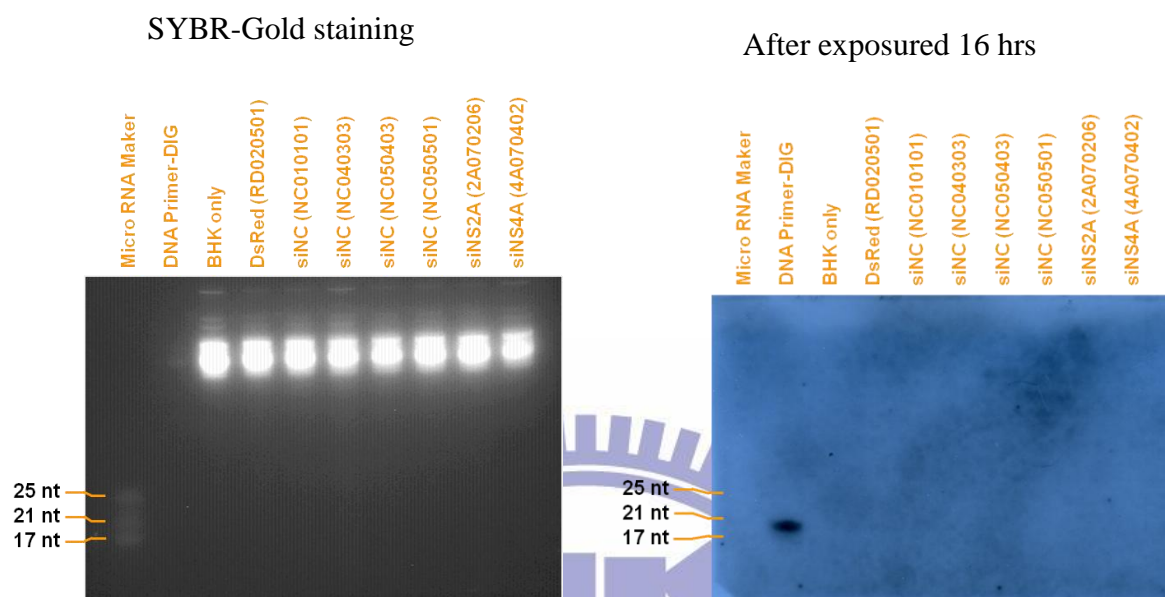 SYBR-Gold staining
After exposured 16 hrs
Micro RNA Maker
DNA Primer-DIG
BHK only
DsRed (RD020501)
siNC (NC010101)
siNC (NC040303)
siNC (NC050403)
siNC (NC050501)
siNS2A (2A070206)
siNS4A (4A070402)
25 nt
21 nt
17 nt
Micro RNA Maker
DNA Primer-DIG
BHK only
DsRed (RD020501)
siNC (NC010101)
siNC (NC040303)
siNC (NC050403)
siNC (NC050501)
siNS2A (2A070206)
siNS4A (4A070402)
25 nt
21 nt
17 nt